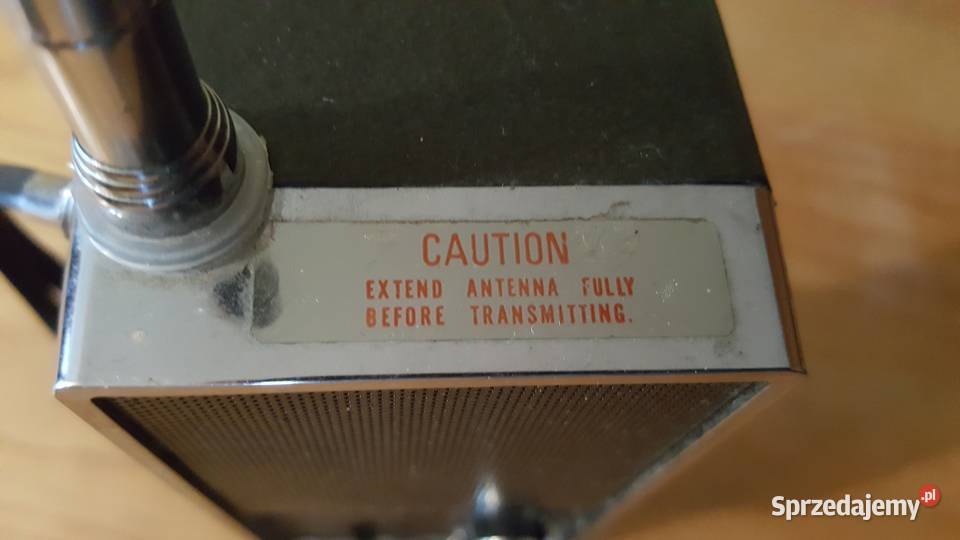 CAUTION
EXTEND ANTENNA FULLY
BEFORE TRANSMITTING.
Sprzedajemy.pl